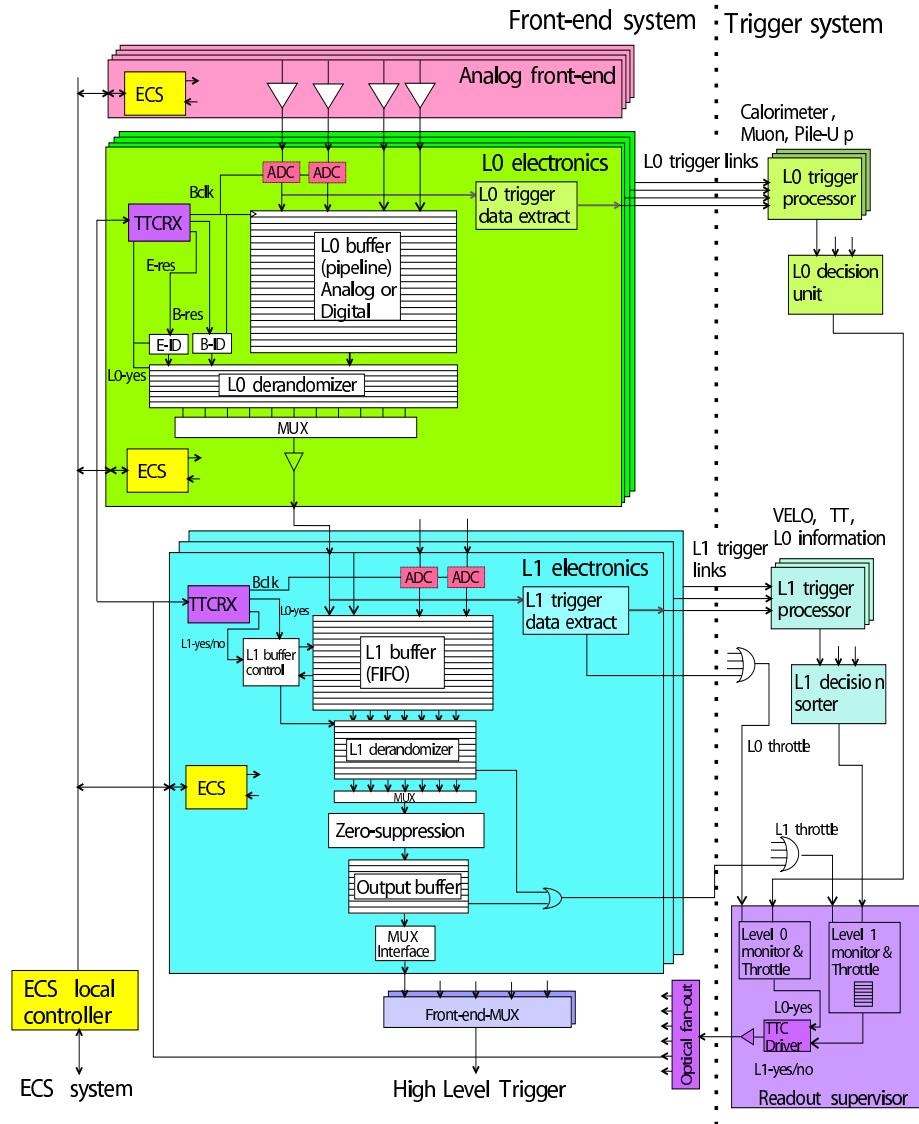 Front-end system
Trigger system
Analog front-end
ECS
Calorimeter,
Muon, Pile-U p
L0 electronics
L0 trigger links
ADC
ADC
Bclk
L0 trigger
data extract
L0 trigger
processor
TTCRX
L0 buffer
(pipeline)
Analog or
Digital
E-res
B-res
L0 decision
unit
E-ID
B-ID
L0-yes
L0 derandomizer
MUX
ECS
VELO, TT,
L0 information
L1 electronics
L1 trigger
links
ADC
ADC
Bclk
TTCRX
L0-yes
L1 trigger
data extract
L1 trigger
processor
L1-yes/no
L1 buffer
control
L1 buffer
(FIFO)
L1 decision
sorter
L1 derandomizer
L0 throttle
ECS
MUX
Zero-suppression
L1 throttle
Output buffer
MUX
Interface
Level 0
monitor &
Throttle
Level 1
monitor &
Throttle
ECS local
controller
Front-end-MUX
Optical fan-out
L0-yes
TTC
Driver
L1-yes/no
ECS system
High Level Trigger
Readout supervisor